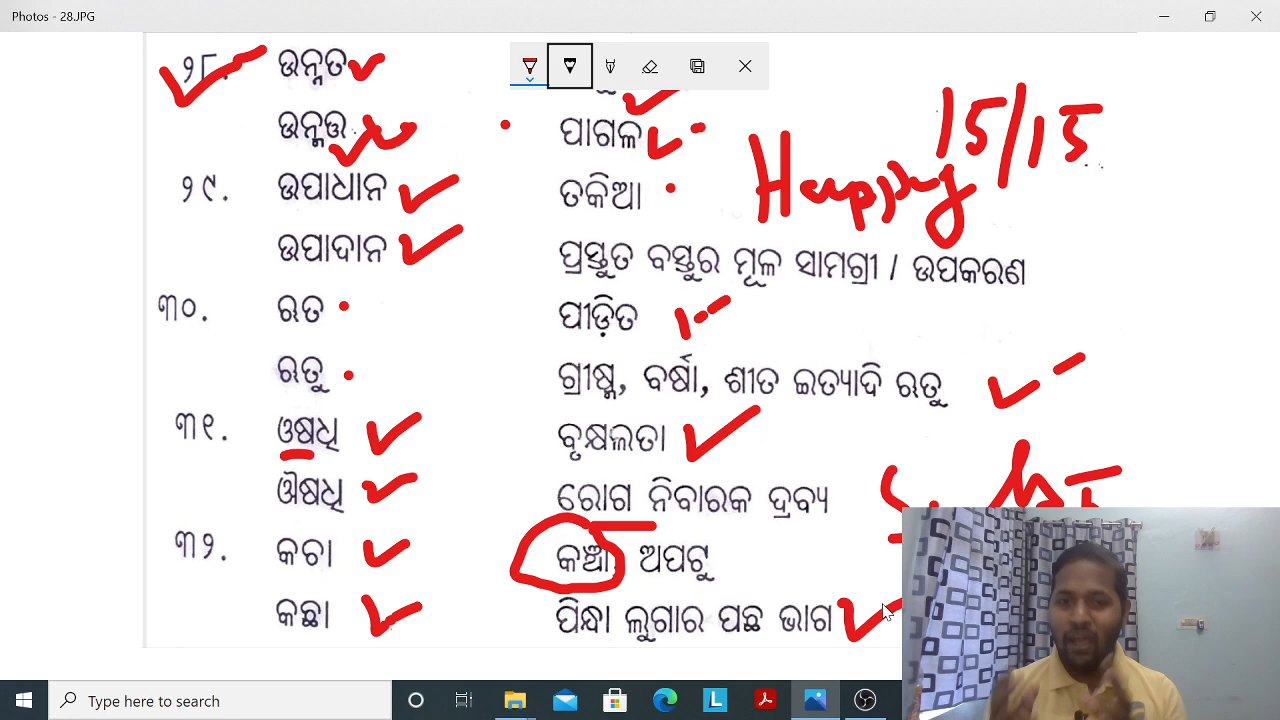 Photos - 28.JPG
୨୮. ଉନ୍ନତ
ଉନ୍ମତ୍ତ ପାଗଳ
15/15
Happy
୨୯. ଉପାଧାନ ତକିଆ
ଉପାଦାନ ପ୍ରସ୍ତୁତ ବସ୍ତୁର ମୂଳ ସାମଗ୍ରୀ / ଉପକରଣ
୩୦. ଋତ ପୀଡ଼ିତ
ଋତୁ ଗ୍ରୀଷ୍ମ, ବର୍ଷା, ଶୀତ ଇତ୍ୟାଦି ଋତୁ
୩୧. ଓଷଧି ବୃକ୍ଷଲତା
ଔଷଧି ରୋଗ ନିବାରକ ଦ୍ରବ୍ୟ
୩୨. କଚା କଞ୍ଚା ଅପଟୁ
କଛା ପିନ୍ଧା ଲୁଗାର ପଛ ଭାଗ
Type here to search